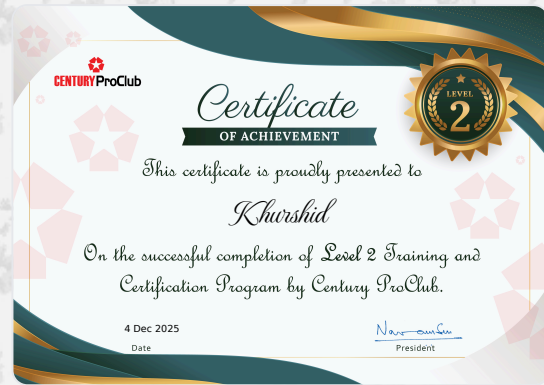 CENTURY ProClub
LEVEL
2
Certificate
OF ACHIEVEMENT
This certificate is proudly presented to
Khurshid
On the successful completion of Level 2 Training and
Certification Program by Century ProClub.
4 Dec 2025
Date
President